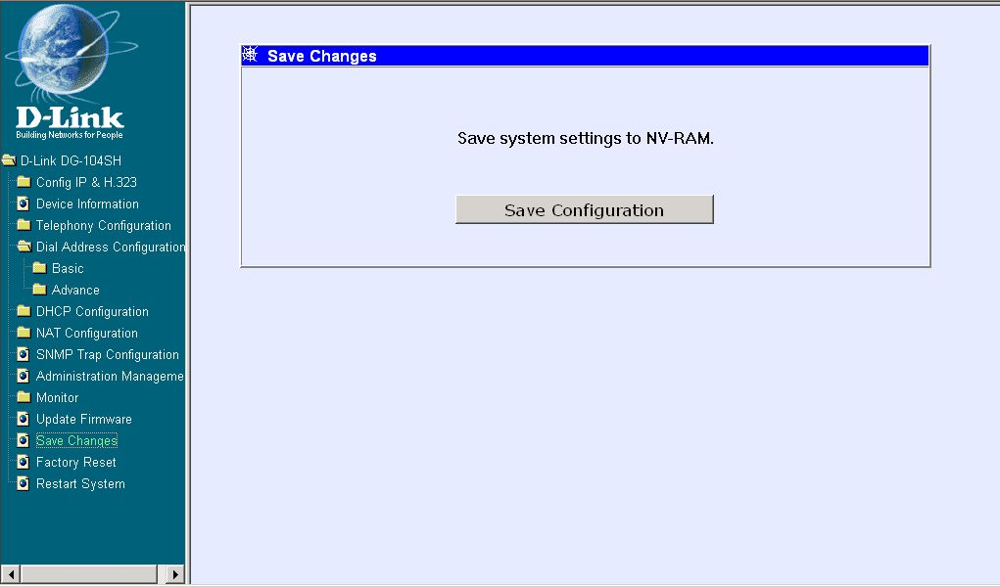 D-Link
Building Networks for People
D-Link DG-104SH
Config IP & H.323
Device Information
Telephony Configuration
Dial Address Configuration
Basic
Advance
DHCP Configuration
NAT Configuration
SNMP Trap Configuration
Administration Manageme
Monitor
Update Firmware
Save Changes
Factory Reset
Restart System
Save Changes
Save system settings to NV-RAM.
Save Configuration